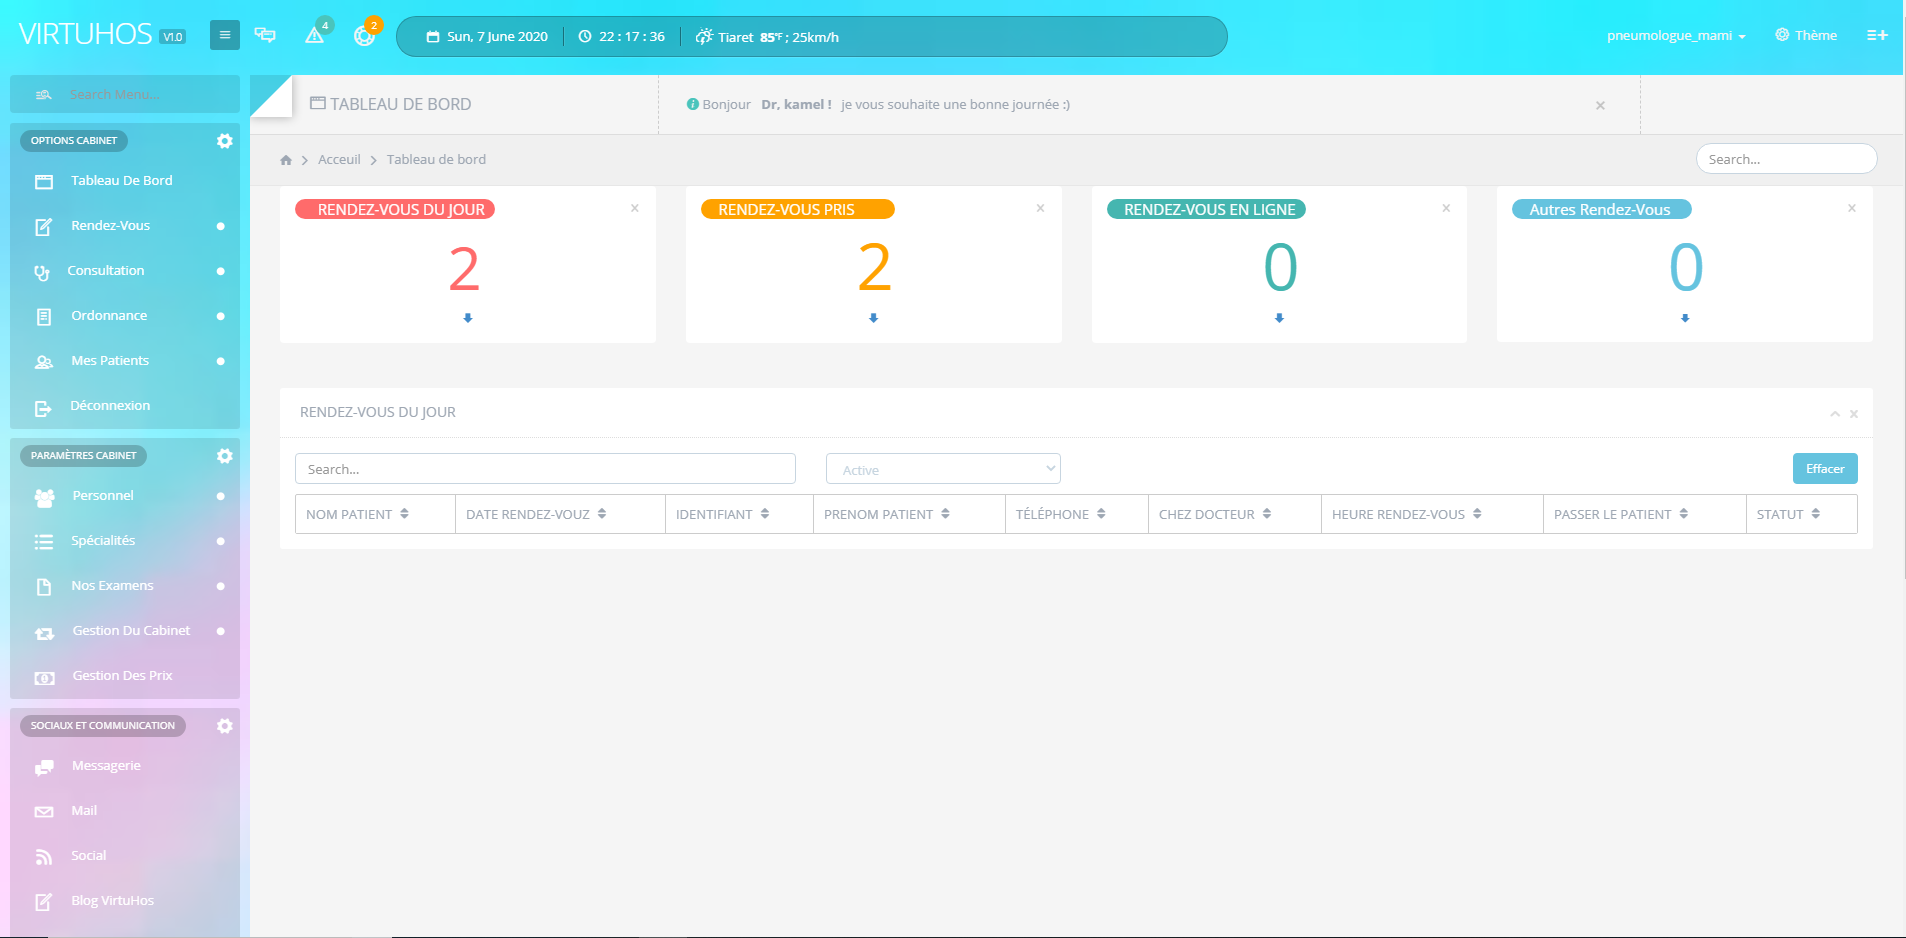 VIRTUHOS V1.0
4
2
Sun, 7 June 2020
22 : 17 : 36
Tiaret 85°F ; 25km/h
pneumologue_mami
Thème
Search Menu...
OPTIONS CABINET
Tableau De Bord
Rendez-Vous
Consultation
Ordonnance
Mes Patients
Déconnexion
PARAMÈTRES CABINET
Personnel
Spécialités
Nos Examens
Gestion Du Cabinet
Gestion Des Prix
SOCIAUX ET COMMUNICATION
Messagerie
Mail
Social
Blog VirtuHos
TABLEAU DE BORD
Bonjour Dr, kamel ! je vous souhaite une bonne journée :)
Acceuil
Tableau de bord
Search...
RENDEZ-VOUS DU JOUR
2
RENDEZ-VOUS PRIS
2
RENDEZ-VOUS EN LIGNE
0
Autres Rendez-Vous
0
RENDEZ-VOUS DU JOUR
Search...
Active
Effacer
NOM PATIENT
DATE RENDEZ-VOUZ
IDENTIFIANT
PRENOM PATIENT
TÉLÉPHONE
CHEZ DOCTEUR
HEURE RENDEZ-VOUS
PASSER LE PATIENT
STATUT